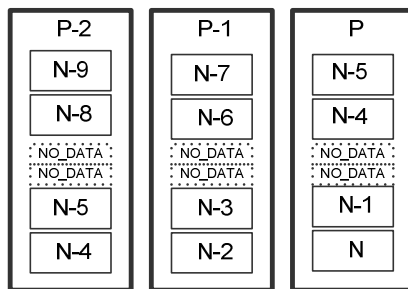 P-2
N-9
N-8
NO_DATA
NO_DATA
N-5
N-4
P-1
N-7
N-6
NO_DATA
NO_DATA
N-3
N-2
P
N-5
N-4
NO_DATA
NO_DATA
N-1
N